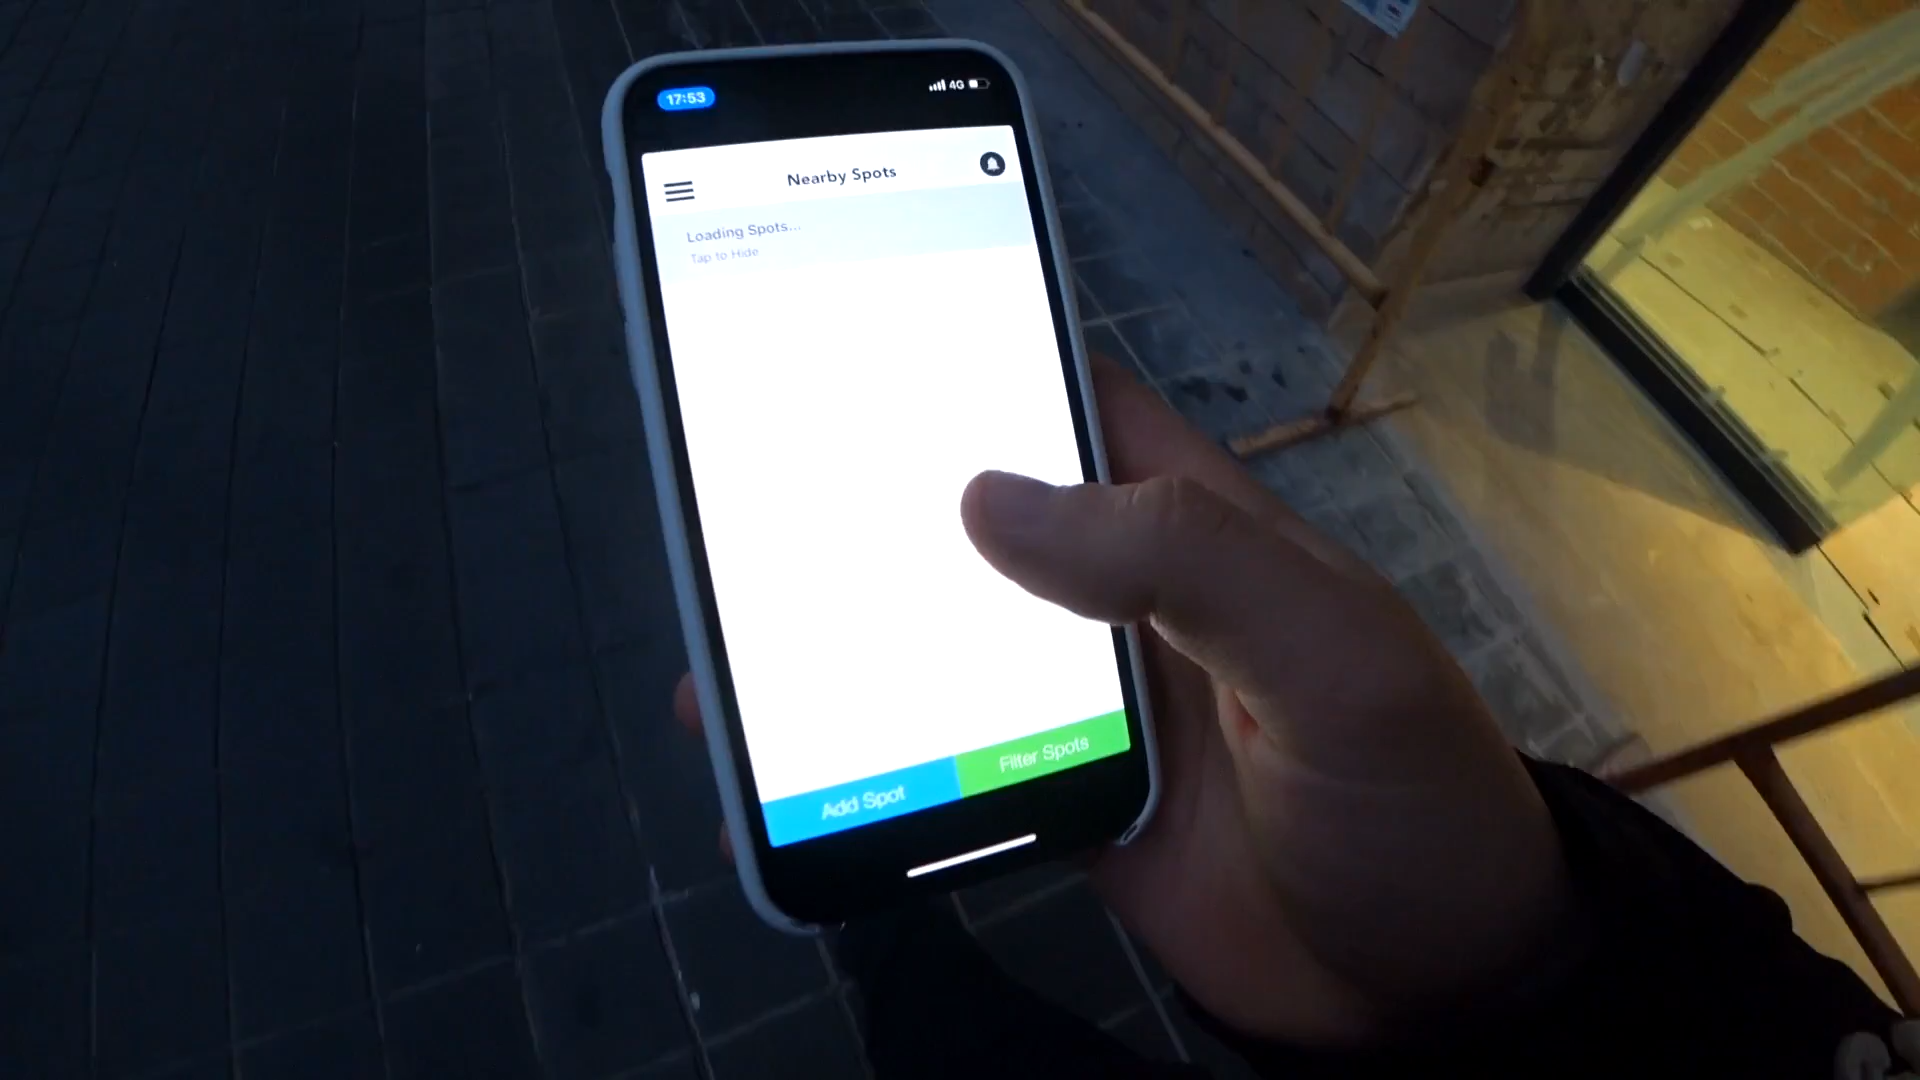 17:53
4G
Nearby Spots
Loading Spots...
Tap to Hide
Add Spot
Filter Spots